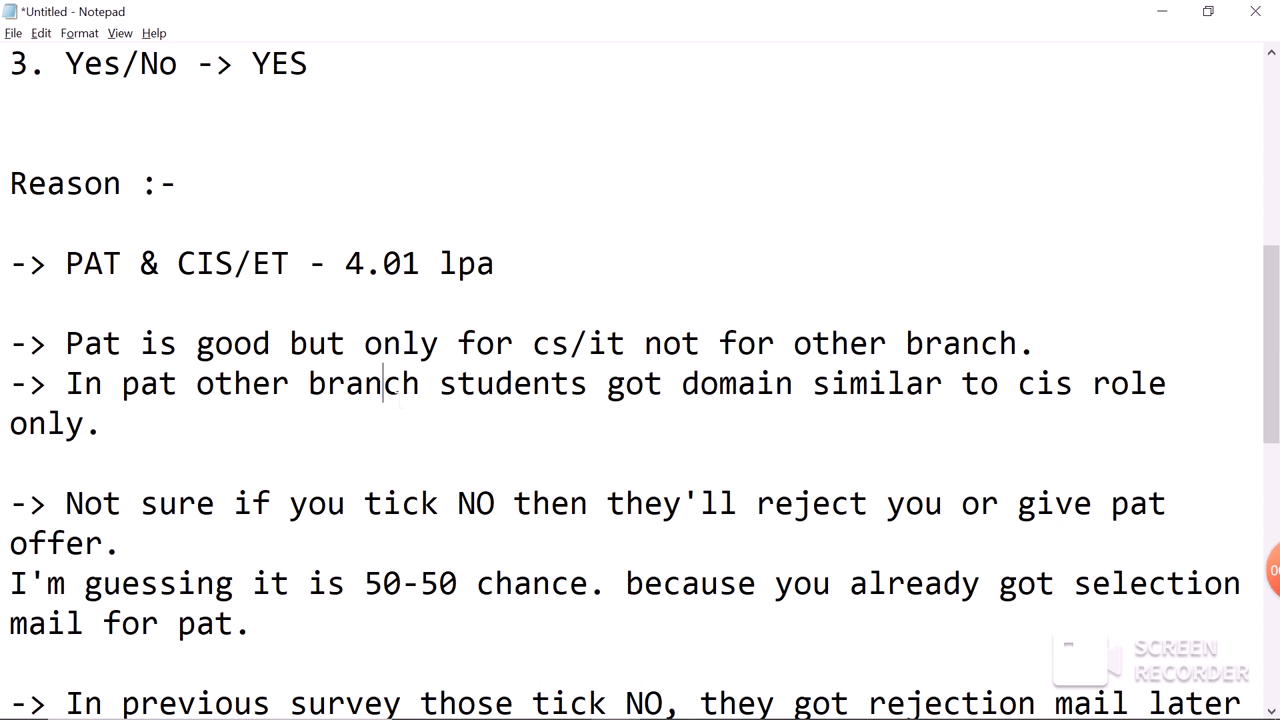 *Untitled - Notepad
File Edit Format View Help
3. Yes/No -> YES
Reason :-
-> PAT & CIS/ET - 4.01 lpa
-> Pat is good but only for cs/it not for other branch.
-> In pat other branch students got domain similar to cis role
only.
-> Not sure if you tick NO then they'll reject you or give pat
offer.
I'm guessing it is 50-50 chance. because you already got selection
mail for pat.
SCREEN
RECORDER
-> In previous survey those tick NO, they got rejection mail later